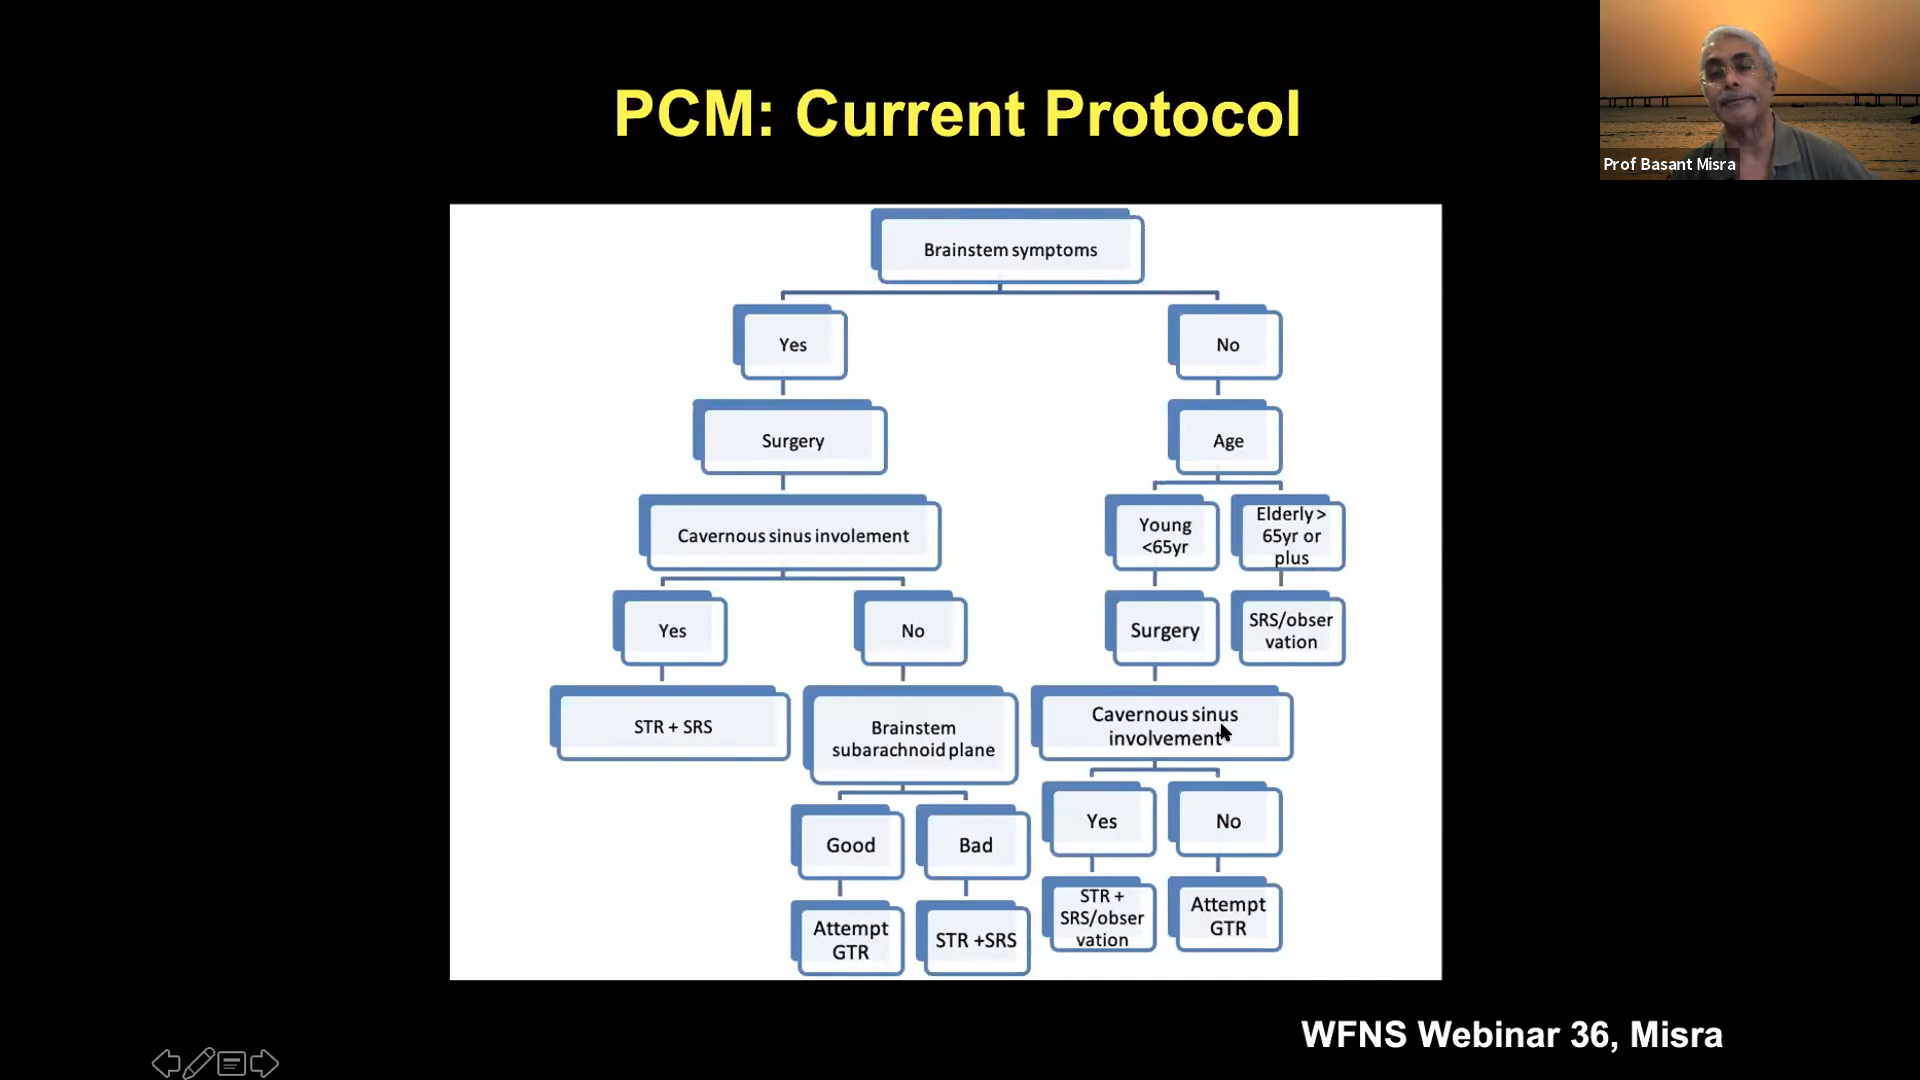 PCM: Current Protocol
Prof Basant Misra
Brainstem symptoms
Yes
No
Surgery
Age
Cavernous sinus involement
Young
<65yr
Elderly >
65yr or
plus
Yes
No
Surgery
SRS/obser
vation
STR + SRS
Brainstem
subarachnoid plane
Cavernous sinus
involvement
Good
Bad
Yes
No
Attempt
GTR
STR +SRS
STR +
SRS/obser
vation
Attempt
GTR
WFNS Webinar 36, Misra